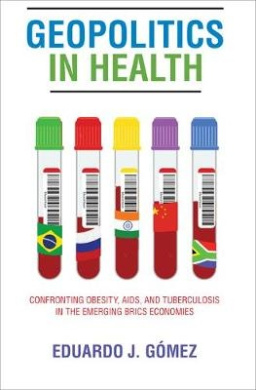 GEOPOLITICS
IN HEALTH
CONFRONTING OBESITY, AIDS, AND TUBERCULOSIS
IN THE EMERGING BRICS ECONOMIES
EDUARDO J. GÓMEZ